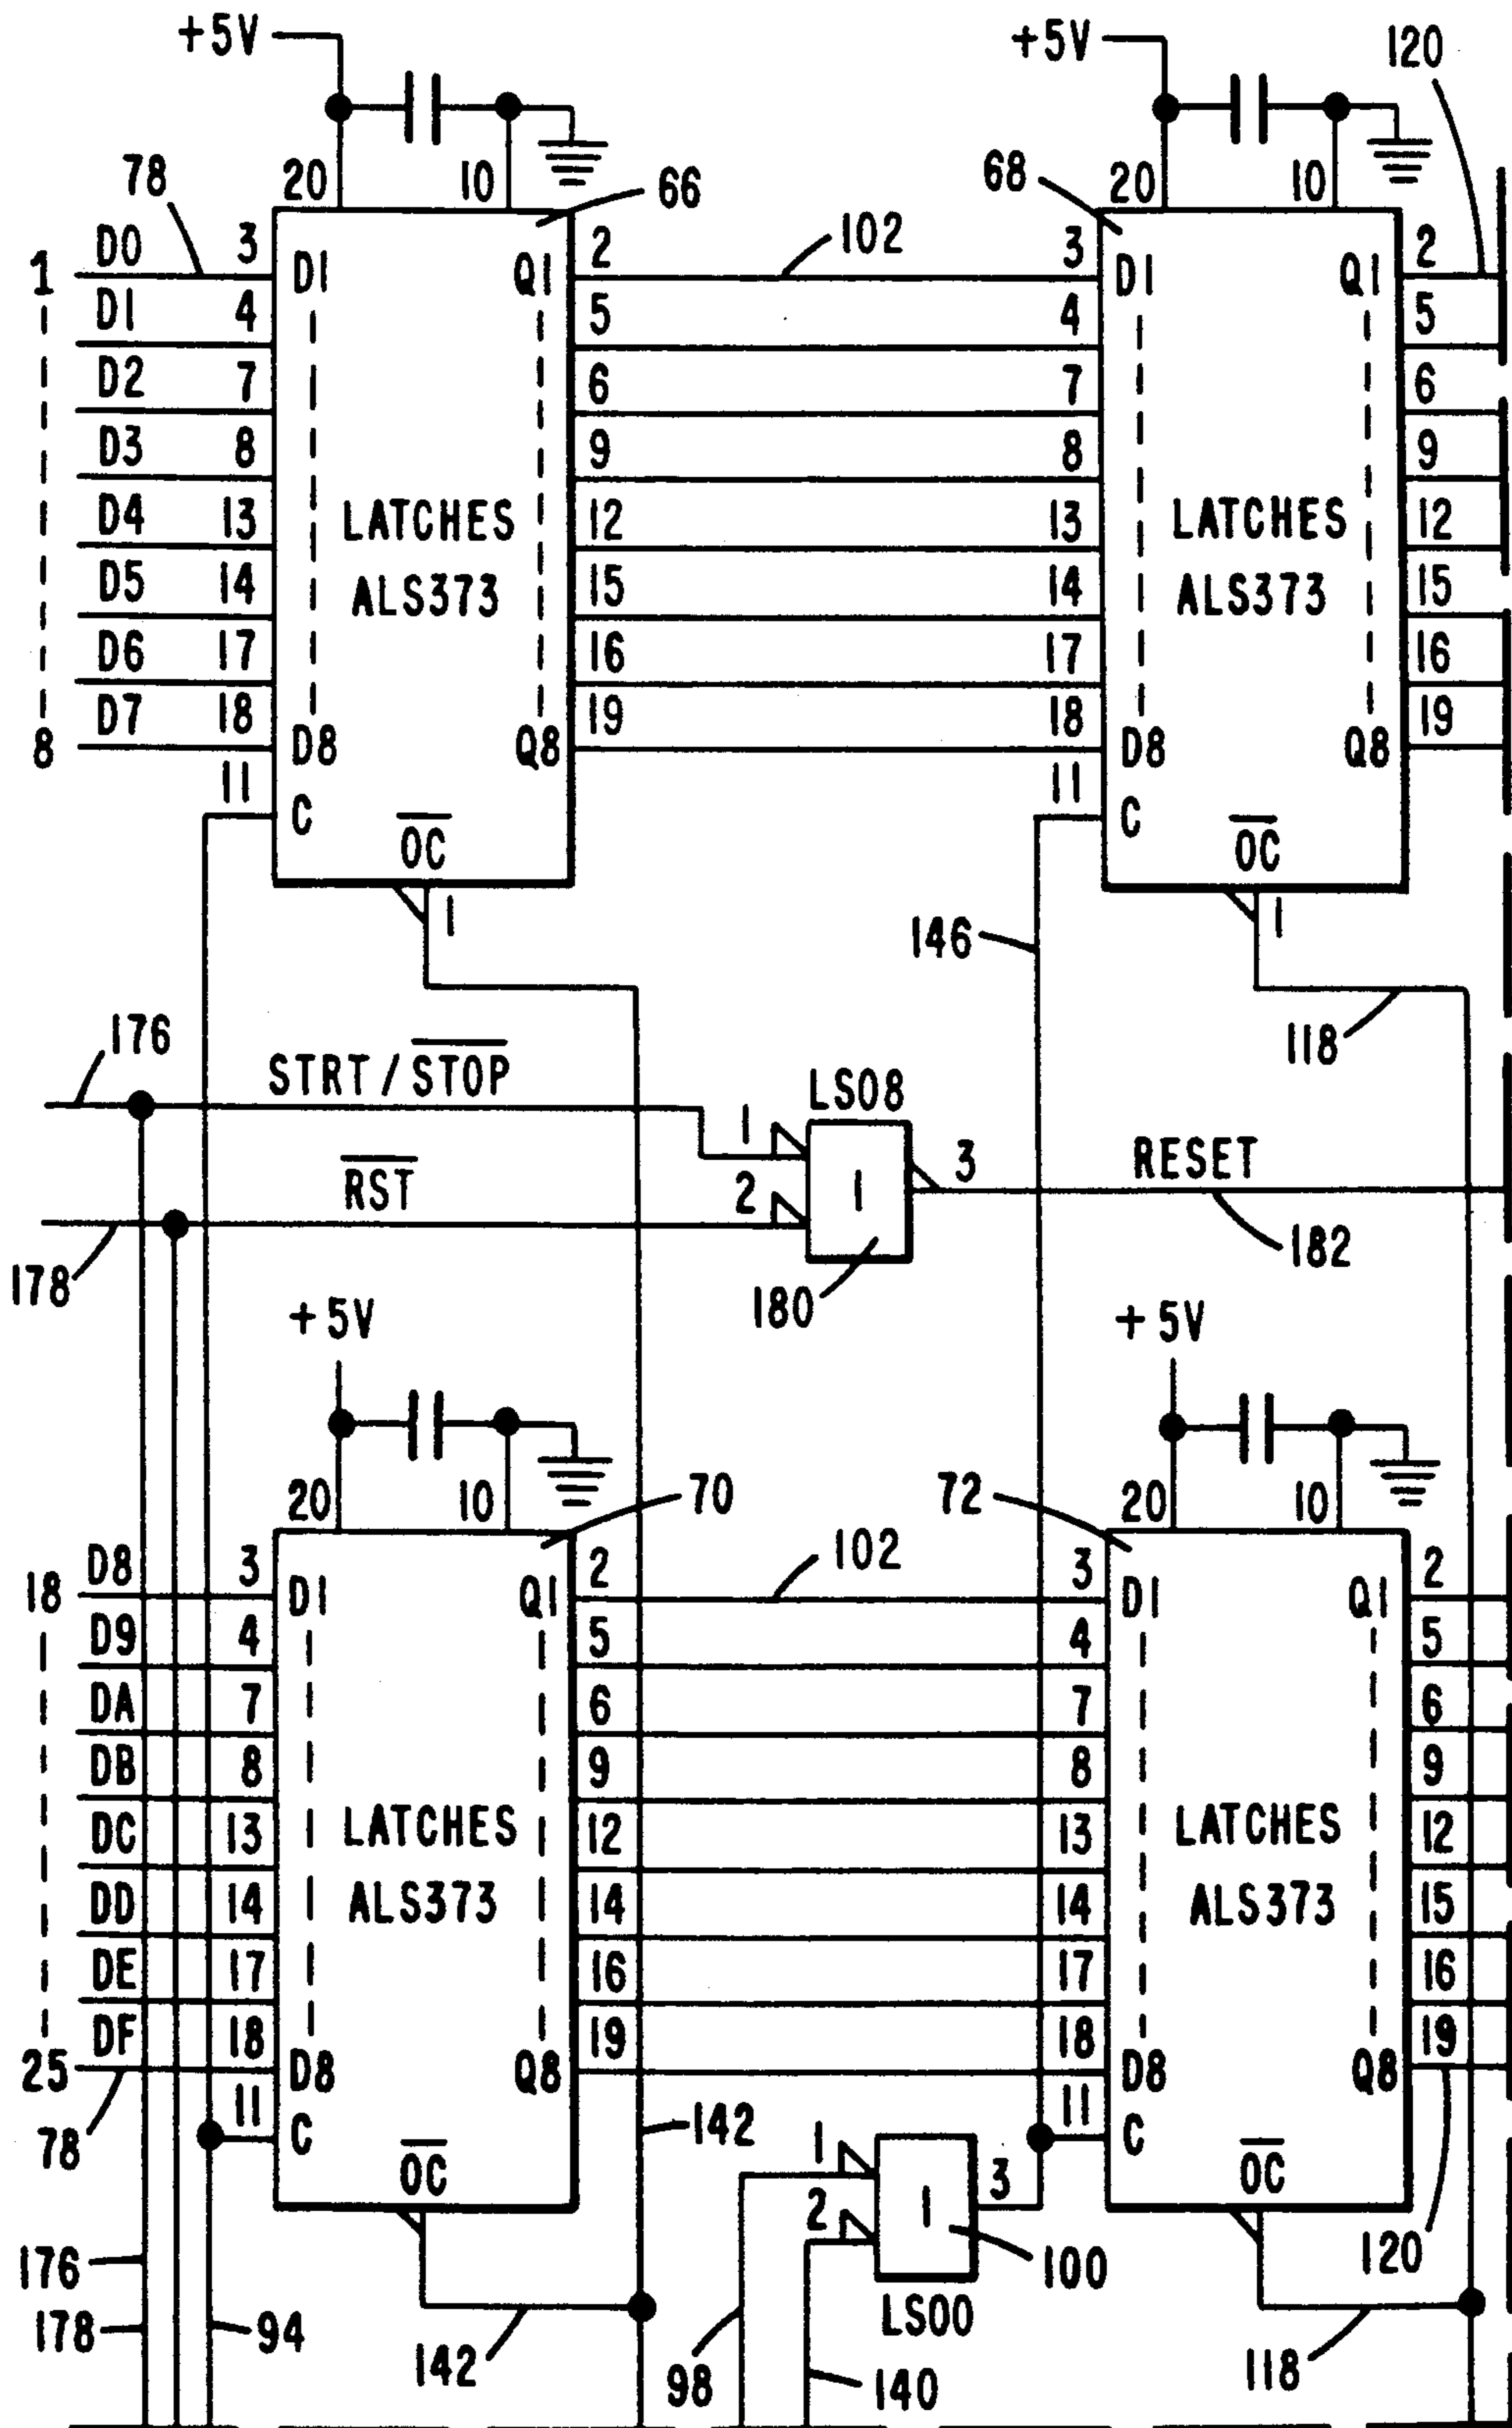 +5V +5V 120
78 20 10 66 68 20 10
1 D0 3 D1 Q1 2 102 3 D1 Q1 2
D1 4 5 4 5
D2 7 6 7 6
D3 8 9 8 9
D4 13 LATCHES 12 13 LATCHES 12
D5 14 ALS373 15 14 ALS373 15
D6 17 16 17 16
D7 18 19 18 19
8 D8 Q8 D8 Q8
11 C OC 11 C OC
1 146 1
176 118
STRT / STOP LS08
1 3 RESET
RST 2 1
178 180 182
+5V +5V
20 10 70 72 20 10
18 D8 3 D1 Q1 2 102 3 D1 Q1 2
D9 4 5 4 5
DA 7 6 7 6
DB 8 9 8 9
DC 13 LATCHES 12 13 LATCHES 12
DD 14 ALS373 14 14 ALS373 15
DE 17 16 17 16
DF 18 19 18 19
25 D8 Q8 D8 Q8
78 11 C OC 142 1 11 C OC
2 1 3
176 100 120
178 94 142 98 LS00 118
140